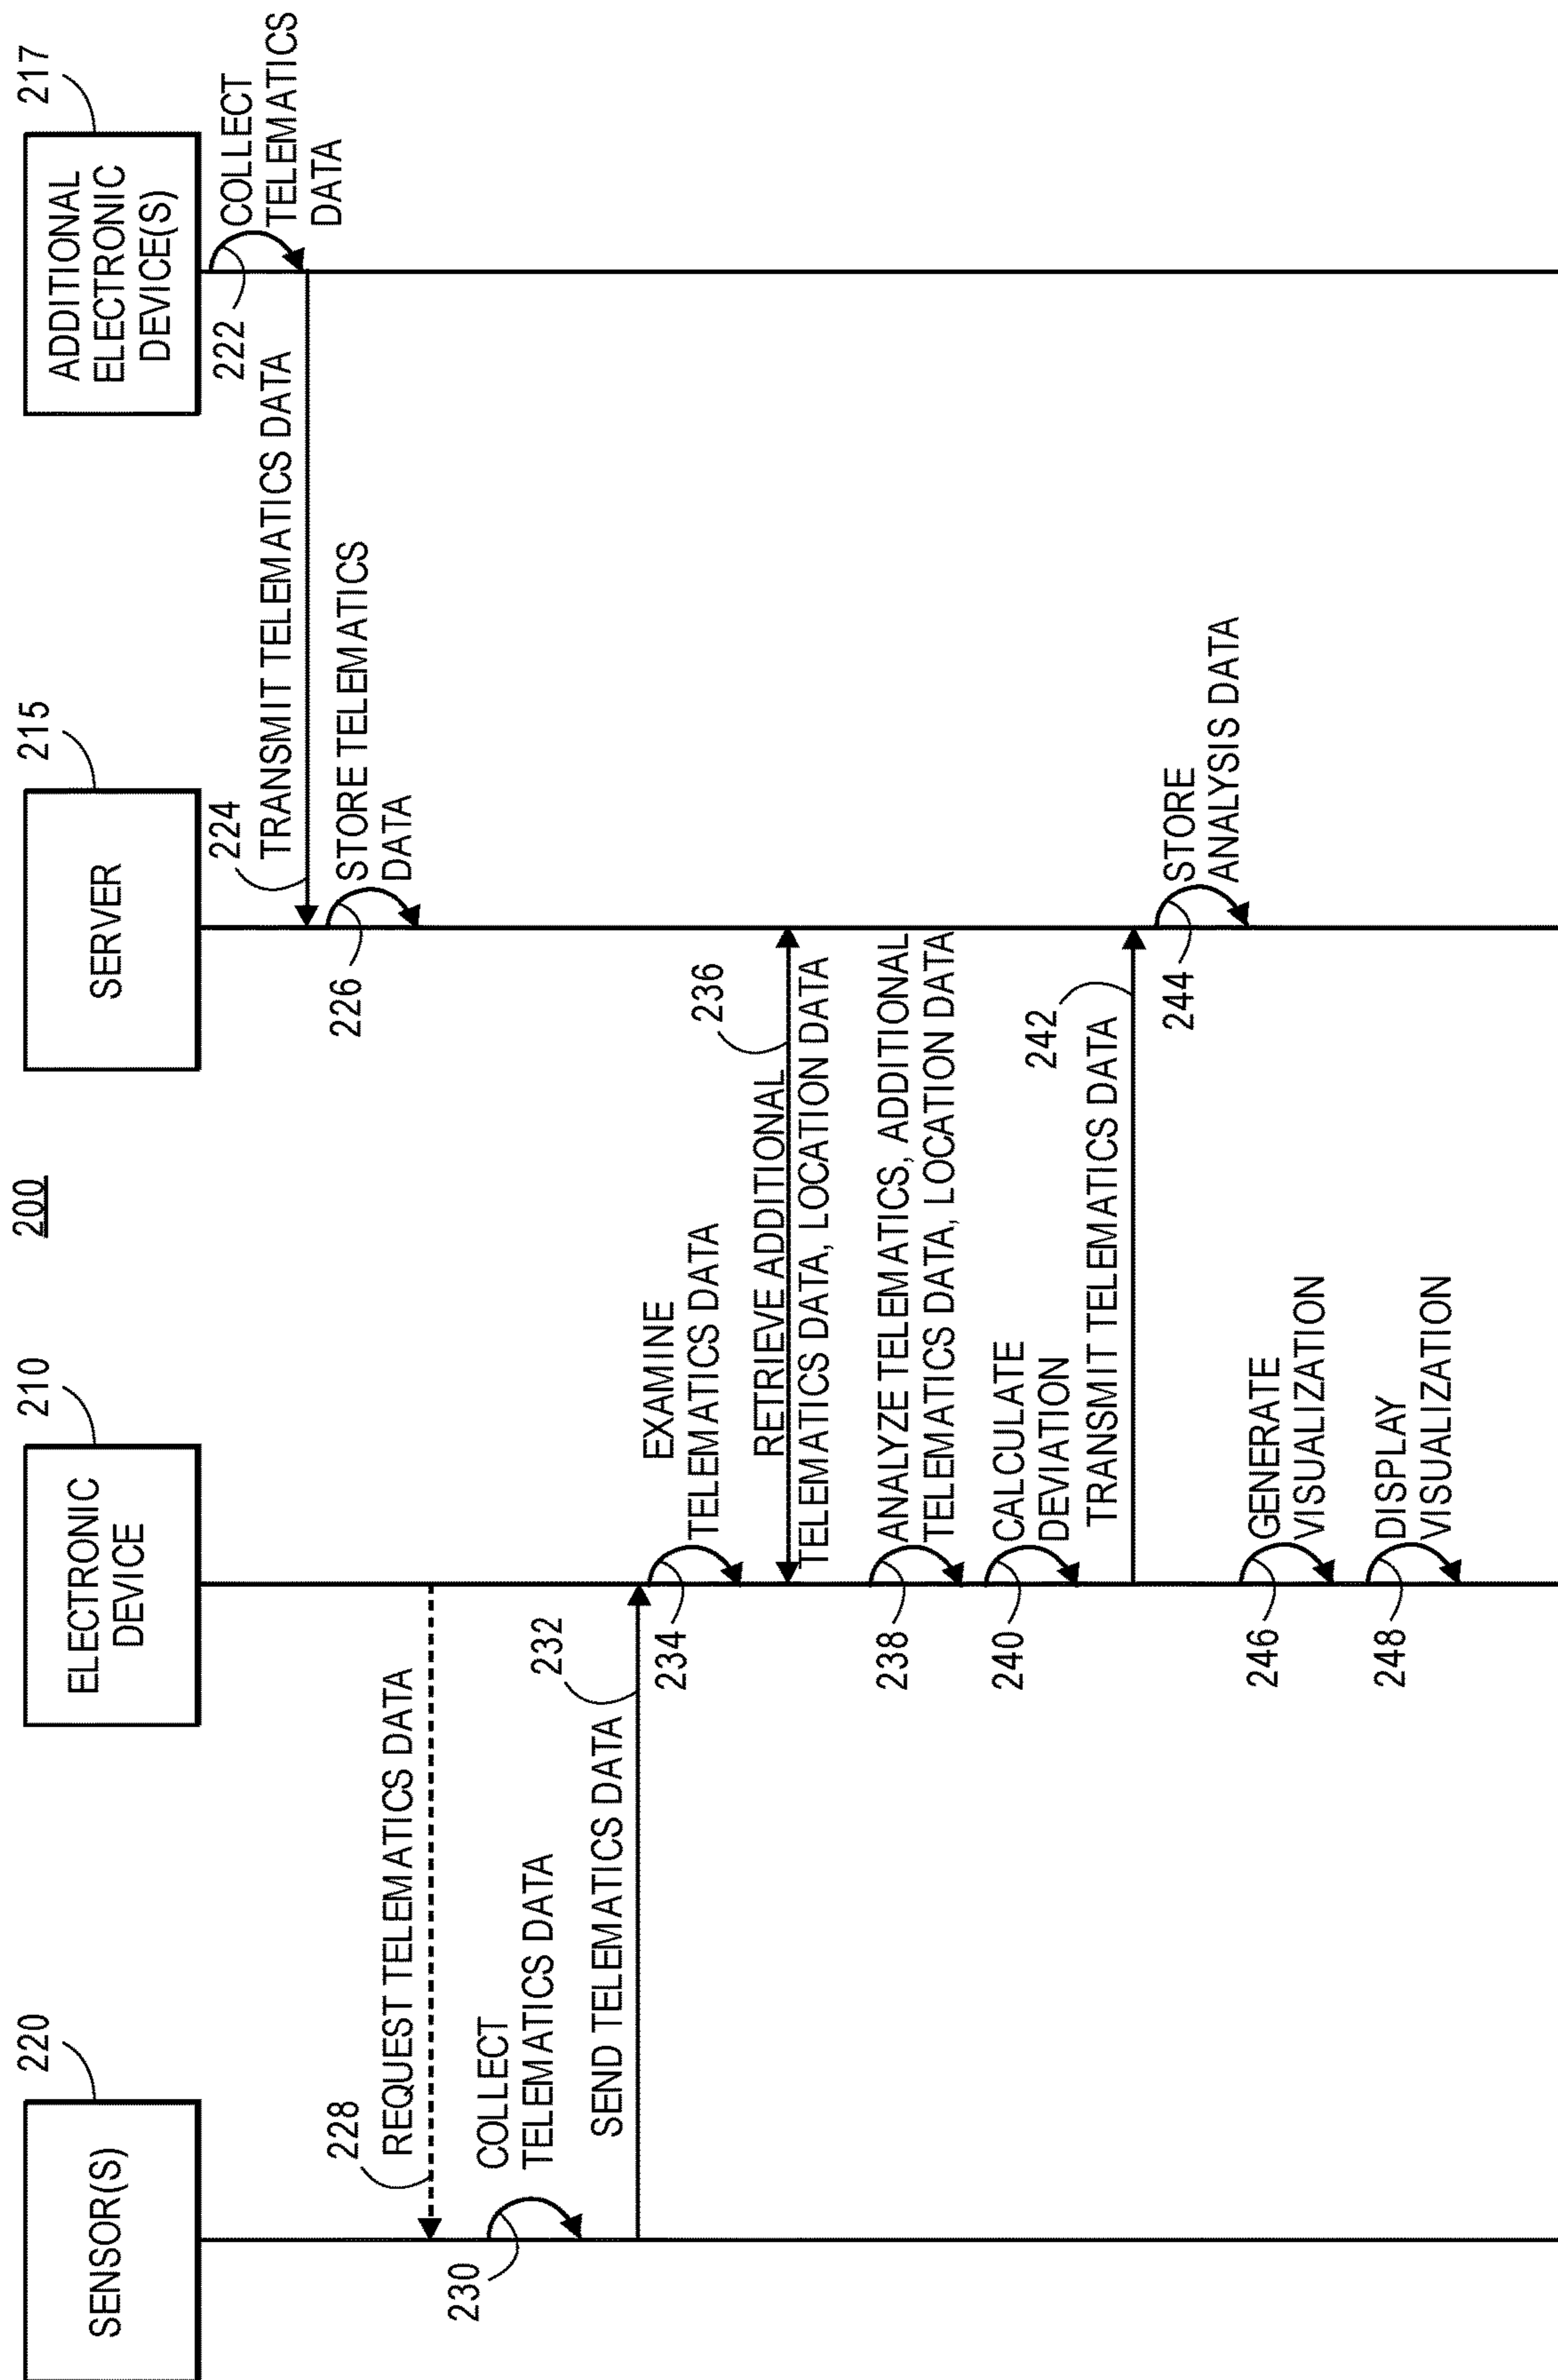 200
SENSOR(S)
220
ELECTRONIC
DEVICE
210
SERVER
215
ADDITIONAL
ELECTRONIC
DEVICE(S)
217
222
COLLECT
TELEMATICS
DATA
224
TRANSMIT TELEMATICS DATA
226
STORE TELEMATICS
DATA
228
REQUEST TELEMATICS DATA
230
COLLECT
TELEMATICS DATA
232
SEND TELEMATICS DATA
234
EXAMINE
TELEMATICS DATA
236
RETRIEVE ADDITIONAL
TELEMATICS DATA, LOCATION DATA
238
ANALYZE TELEMATICS, ADDITIONAL
TELEMATICS DATA, LOCATION DATA
240
CALCULATE
DEVIATION
242
TRANSMIT TELEMATICS DATA
244
STORE
ANALYSIS DATA
246
GENERATE
VISUALIZATION
248
DISPLAY
VISUALIZATION